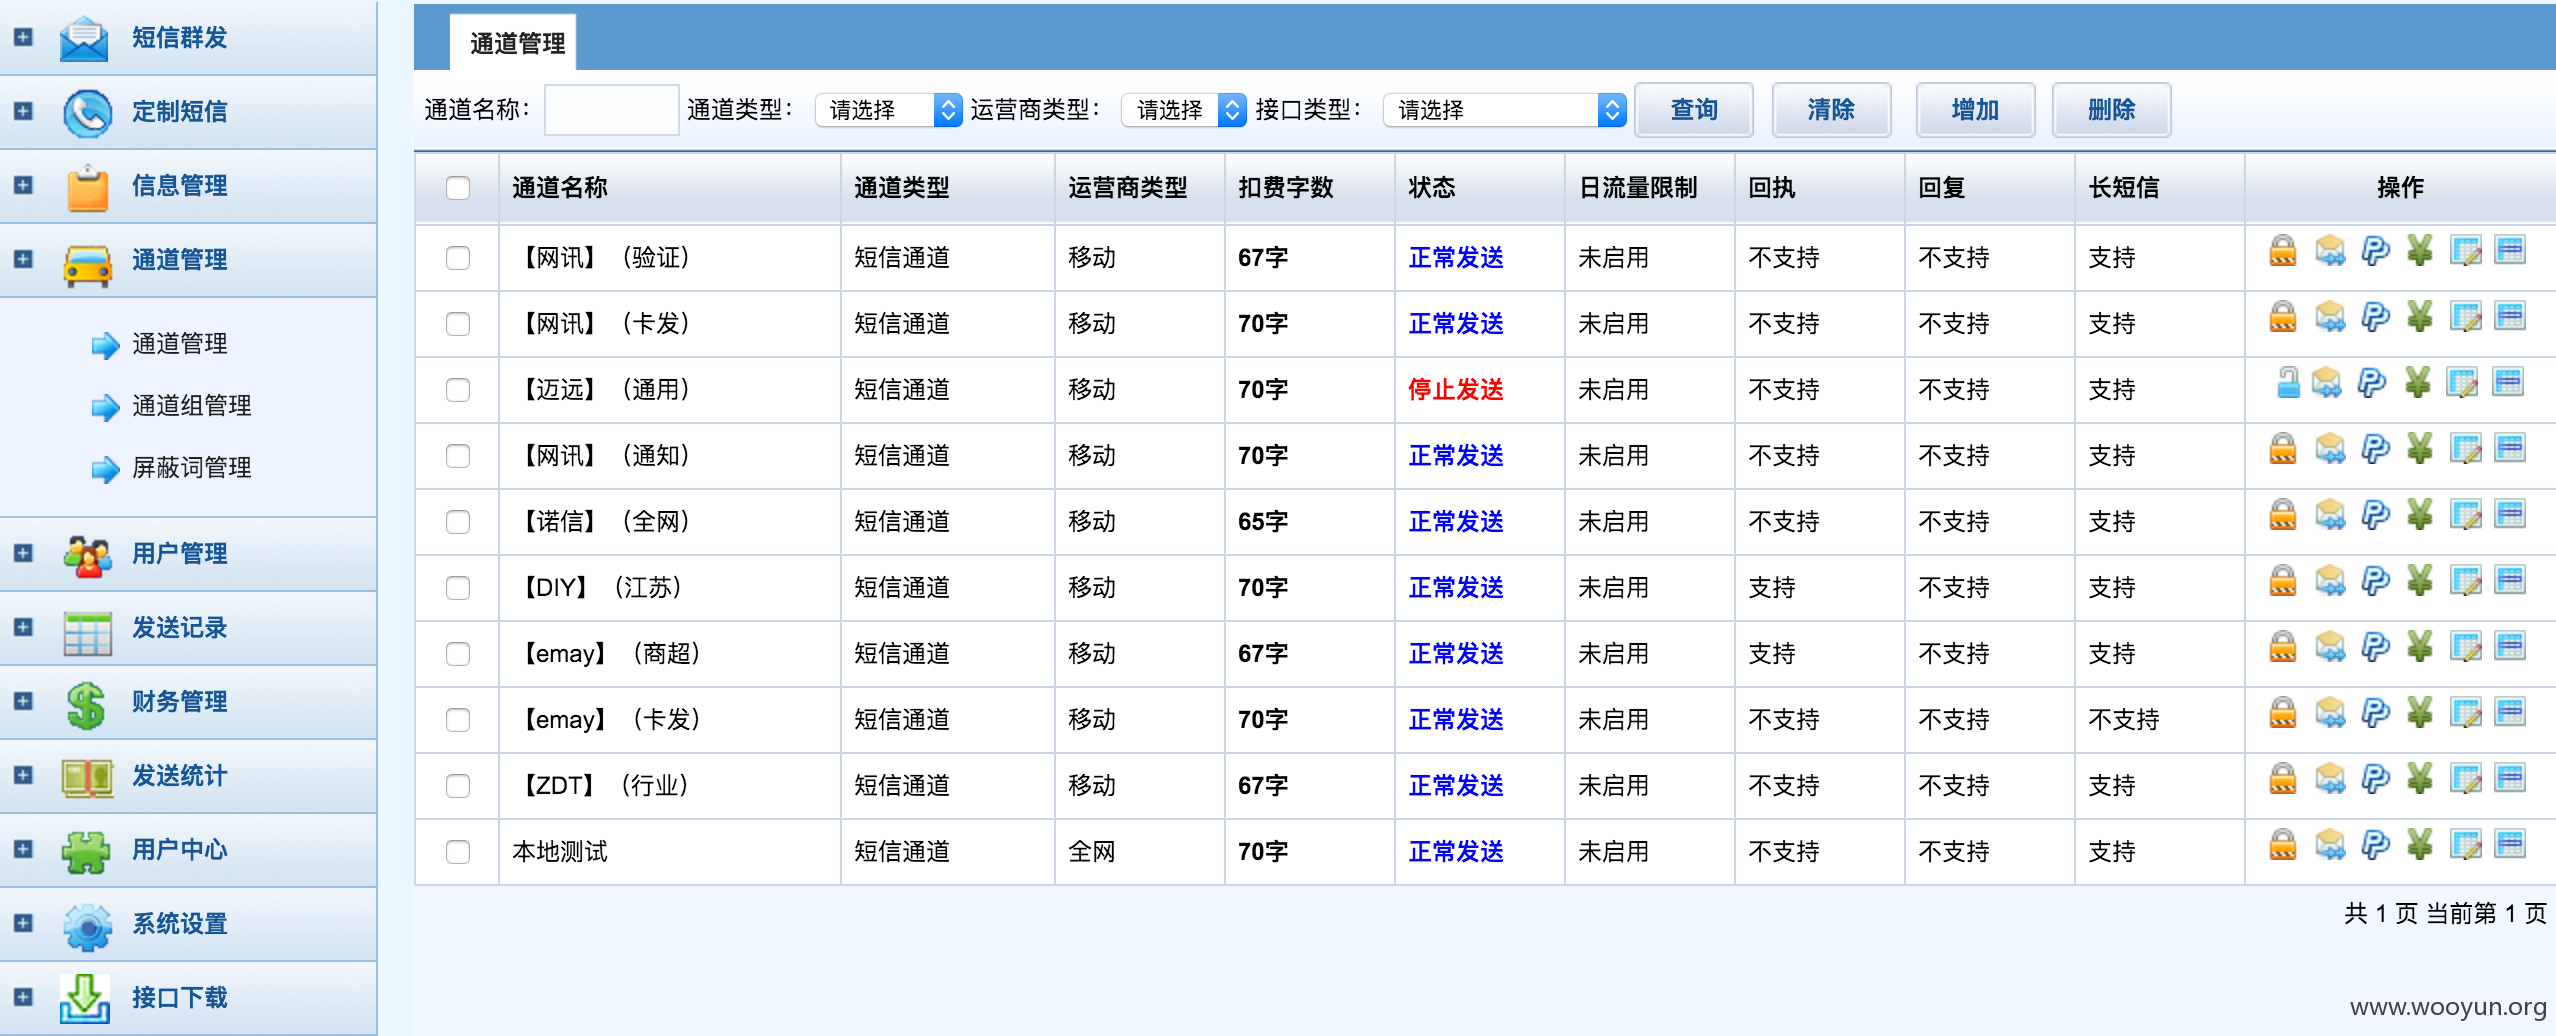 短信群发
定制短信
信息管理
通道管理
通道管理
通道组管理
屏蔽词管理
用户管理
发送记录
财务管理
发送统计
用户中心
系统设置
接口下载
通道管理
通道名称： 通道类型： 请选择 运营商类型： 请选择 接口类型： 请选择 查询 清除 增加 删除
通道名称 通道类型 运营商类型 扣费字数 状态 日流量限制 回执 回复 长短信 操作
【网讯】（验证） 短信通道 移动 67字 正常发送 未启用 不支持 不支持 支持
【网讯】（卡发） 短信通道 移动 70字 正常发送 未启用 不支持 不支持 支持
【迈远】（通用） 短信通道 移动 70字 停止发送 未启用 不支持 不支持 支持
【网讯】（通知） 短信通道 移动 70字 正常发送 未启用 不支持 不支持 支持
【诺信】（全网） 短信通道 移动 65字 正常发送 未启用 不支持 不支持 支持
【DIY】（江苏） 短信通道 移动 70字 正常发送 未启用 支持 不支持 支持
【emay】（商超） 短信通道 移动 67字 正常发送 未启用 支持 不支持 支持
【emay】（卡发） 短信通道 移动 70字 正常发送 未启用 不支持 不支持 不支持
【ZDT】（行业） 短信通道 移动 67字 正常发送 未启用 不支持 不支持 支持
本地测试 短信通道 全网 70字 正常发送 未启用 不支持 不支持 支持
共 1 页 当前第 1 页
www.wooyun.org